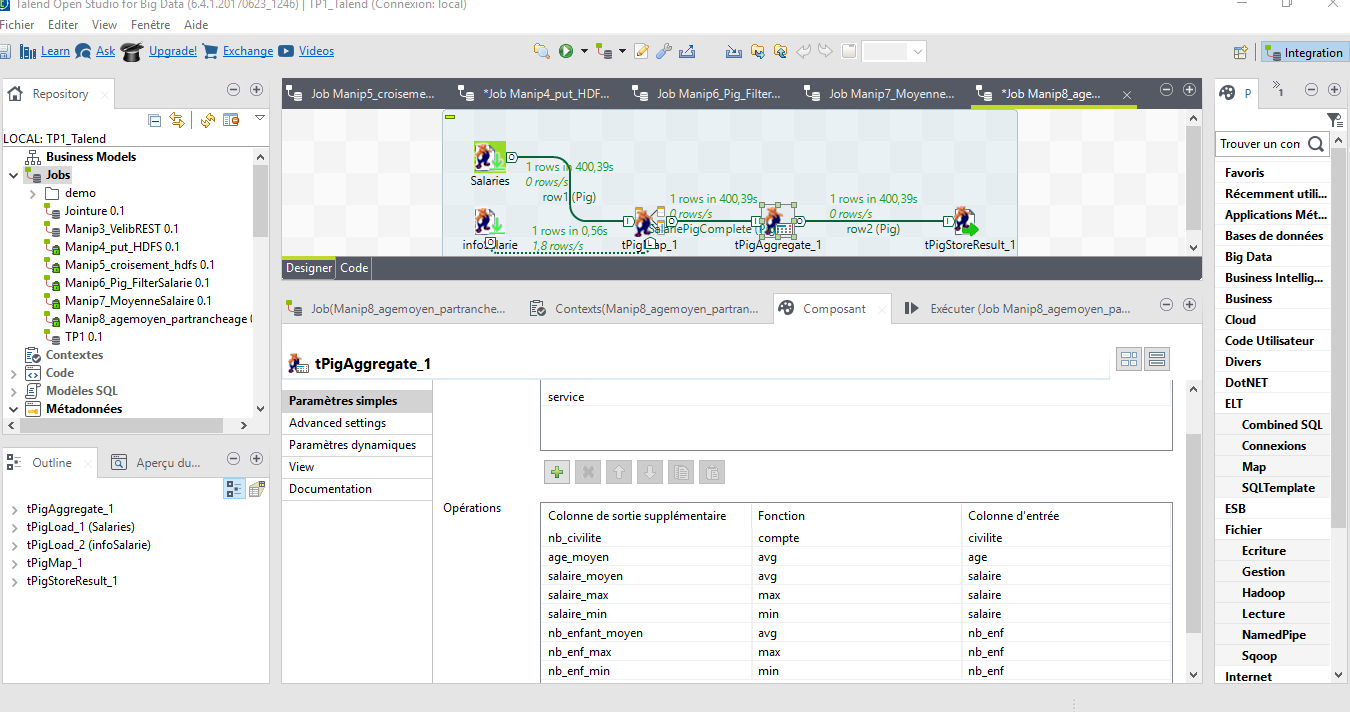 Talend Open Studio for Big Data (6.4.1.20170623_1246) | TP1_Talend (Connexion: local)
Fichier Editer View Fenêtre Aide
Learn Ask Upgrade! Exchange Videos
Integration
Repository
LOCAL: TP1_Talend
Business Models
Jobs
demo
Jointure 0.1
Manip3_VelibREST 0.1
Manip4_put_HDFS 0.1
Manip5_croisement_hdfs 0.1
Manip6_Pig_FilterSalarie 0.1
Manip7_MoyenneSalaire 0.1
Manip8_agemoyen_partrancheage
TP1 0.1
Contextes
Code
Modèles SQL
Métadonnées
Outline Aperçu du...
tPigAggregate_1
tPigLoad_1 (Salaries)
tPigLoad_2 (infoSalarie)
tPigMap_1
tPigStoreResult_1
Job Manip5_croiseme... *Job Manip4_put_HDF... Job Manip6_Pig_Filter... Job Manip7_Moyenne... *Job Manip8_age...
1 rows in 400,39s
0 rows/s
row1 (Pig)
Salaries
1 rows in 0,56s
1,8 rows/s
tPigMap_1
1 rows in 400,39s
0 rows/s
tPigAggregate_1
1 rows in 400,39s
0 rows/s
row2 (Pig)
tPigStoreResult_1
Designer Code
Job(Manip8_agemoyen_partranche... Contexts(Manip8_agemoyen_partran... Composant Exécuter (Job Manip8_agemoyen_pa...
tPigAggregate_1
Paramètres simples
Advanced settings
Paramètres dynamiques
View
Documentation
service
Opérations
Colonne de sortie supplémentaire Fonction Colonne d'entrée
nb_civilite compte civilite
age_moyen avg age
salaire_moyen avg salaire
salaire_max max salaire
salaire_min min salaire
nb_enfant_moyen avg nb_enf
nb_enf_max max nb_enf
nb_enf_min min nb_enf
P
1
Trouver un con
Favoris
Récemment utili...
Applications Mét...
Bases de données
Big Data
Business Intellig...
Business
Cloud
Code Utilisateur
Divers
DotNET
ELT
Combined SQL
Connexions
Map
SQLTemplate
ESB
Fichier
Ecriture
Gestion
Hadoop
Lecture
NamedPipe
Sqoop
Internet